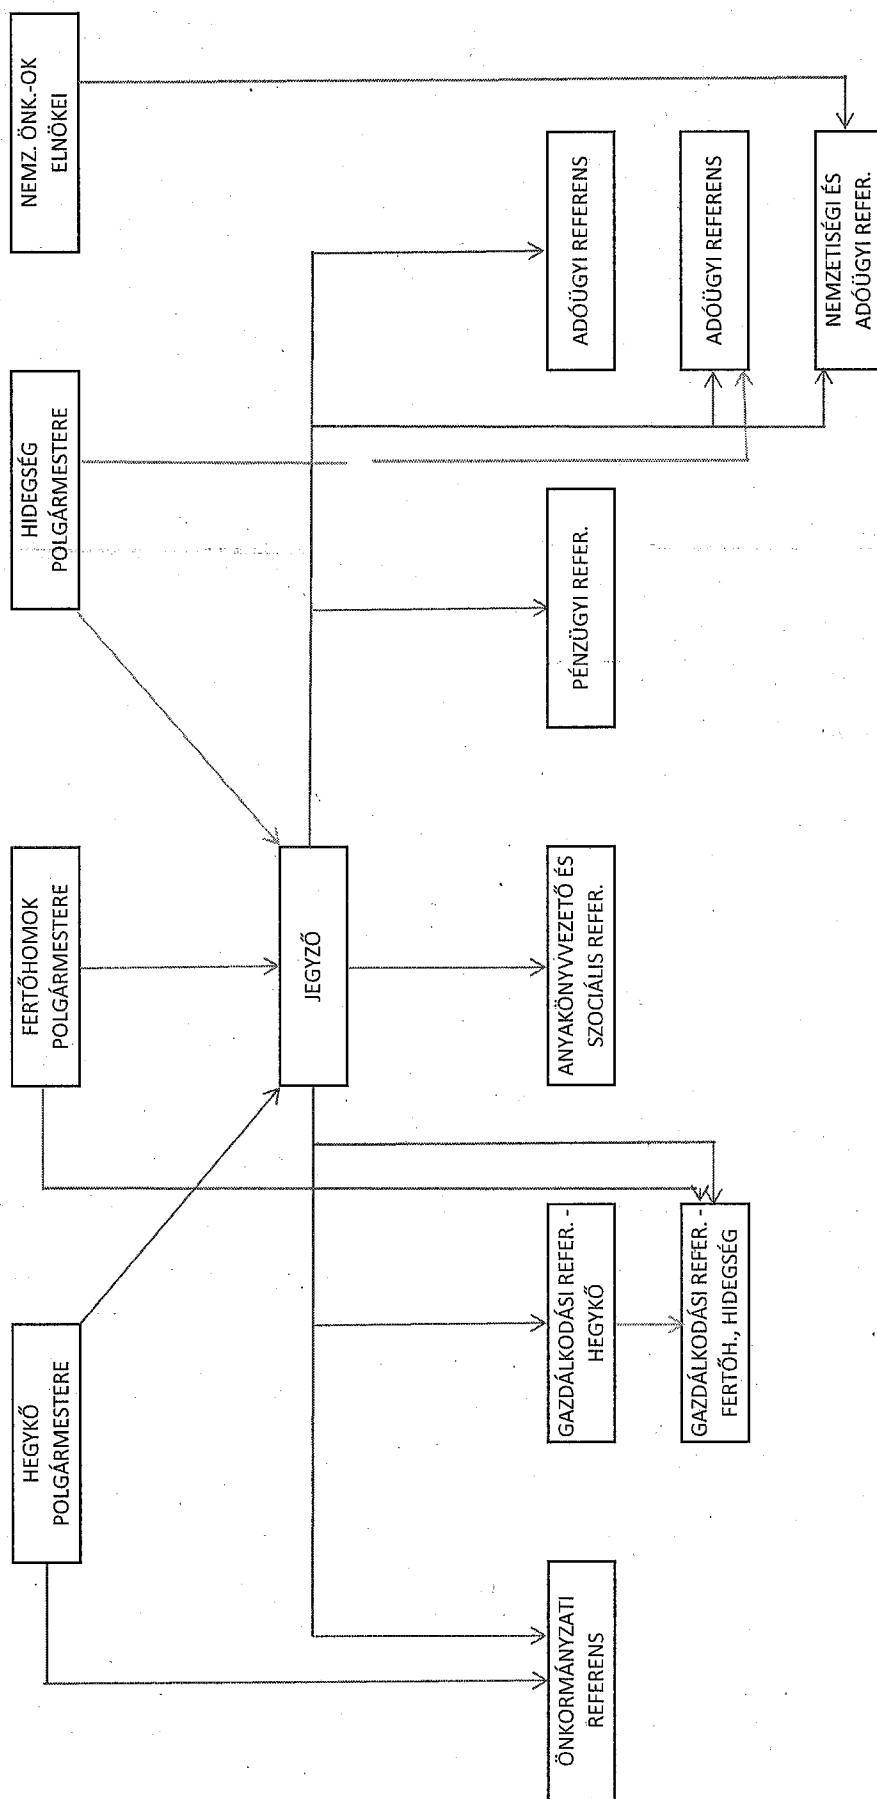 HEGYKŐ
POLGÁRMESTERE
FERTŐHOMOK
POLGÁRMESTERE
HIDEGSÉG
POLGÁRMESTERE
NEMZ. ÖNK.-OK
ELNÖKEI
JEGYZŐ
ÖNKORMÁNYZATI
REFERENS
GAZDÁLKODÁSI REFER. -
HEGYKŐ
ANYAKÖNYVVEZETŐ ÉS
SZOCIÁLIS REFER.
PÉNZÜGYI REFER.
ADÓÜGYI REFERENS
GAZDÁLKODÁSI REFER. -
FERTŐH., HIDEGSÉG
ADÓÜGYI REFERENS
NEMZETISÉGI ÉS
ADÓÜGYI REFER.